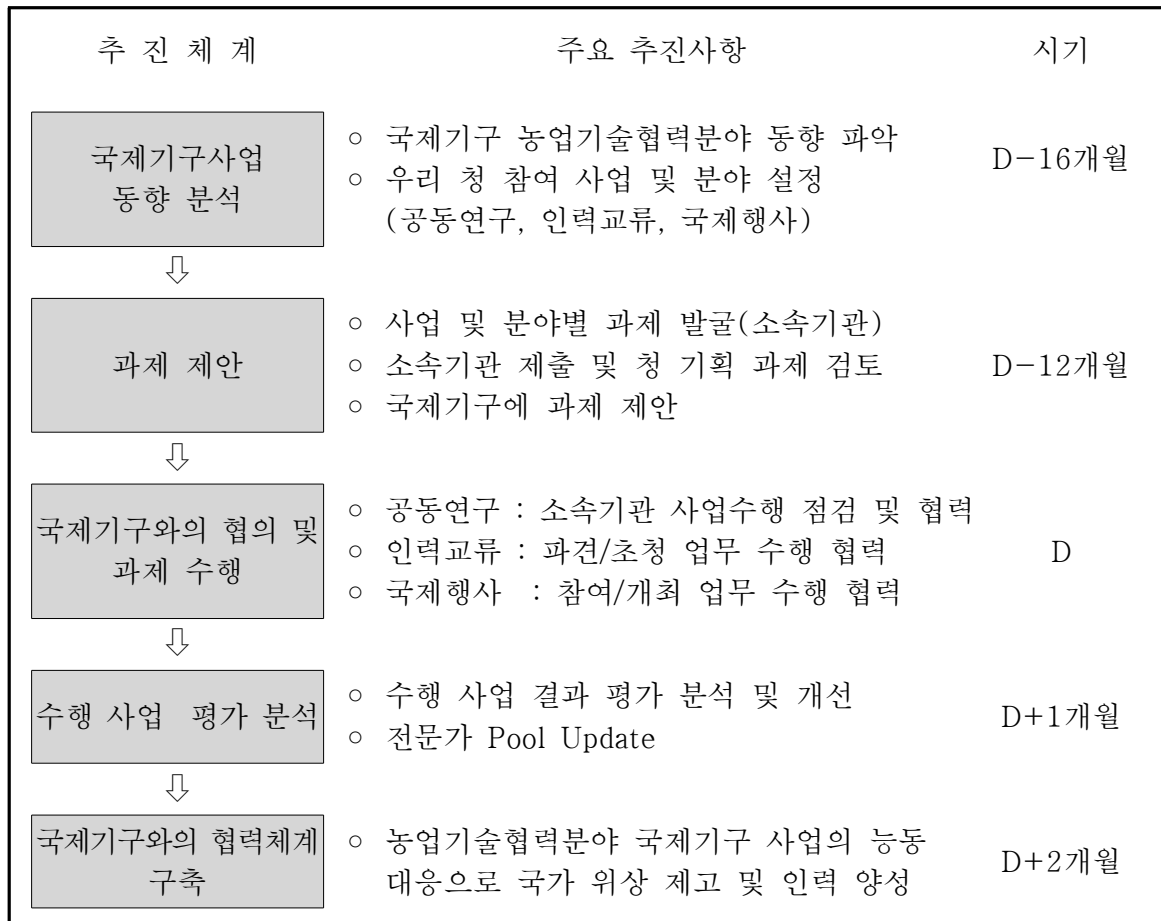 추 진 체 계 주요 추진사항 시기
국제기구사업
동향 분석
○ 국제기구 농업기술협력분야 동향 파악
○ 우리 청 참여 사업 및 분야 설정
(공동연구, 인력교류, 국제행사)
D-16개월
⇩
과제 제안
○ 사업 및 분야별 과제 발굴(소속기관)
○ 소속기관 제출 및 청 기획 과제 검토
○ 국제기구에 과제 제안
D-12개월
⇩
국제기구와의 협의 및
과제 수행
○ 공동연구 : 소속기관 사업수행 점검 및 협력
○ 인력교류 : 파견/초청 업무 수행 협력
○ 국제행사 : 참여/개최 업무 수행 협력
D
⇩
수행 사업 평가 분석
○ 수행 사업 결과 평가 분석 및 개선
○ 전문가 Pool Update
D+1개월
⇩
국제기구와의 협력체계
구축
○ 농업기술협력분야 국제기구 사업의 능동
대응으로 국가 위상 제고 및 인력 양성
D+2개월